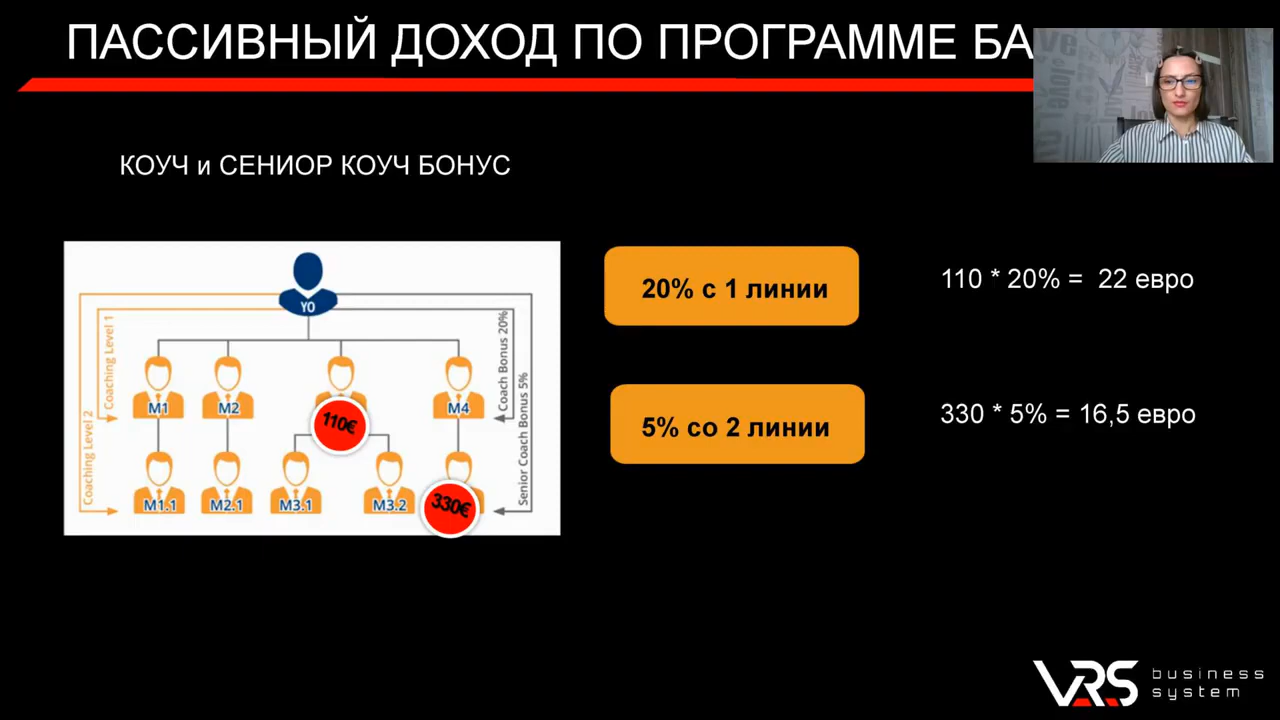 ПАССИВНЫЙ ДОХОД ПО ПРОГРАММЕ БА
КОУЧ и СЕНИОР КОУЧ БОНУС
YO
Coaching Level 1
Coaching Level 2
Coach Bonus 20%
Senior Coach Bonus 5%
M1
M2
110€
M4
M1.1
M2.1
M3.1
M3.2
330€
20% с 1 линии
110 * 20% = 22 евро
5% со 2 линии
330 * 5% = 16,5 евро
VRS business
system